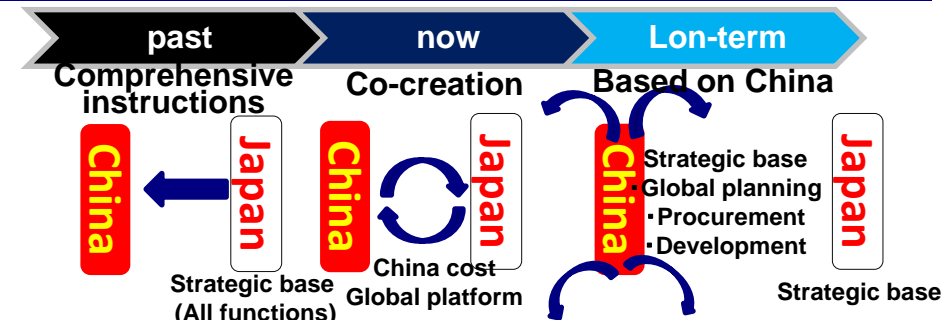 past
now
Lon-term
Comprehensive
instructions
Co-creation
Based on China
China
Japan
China
Japan
China
Strategic base
・Global planning
・Procurement
・Development
Japan
Strategic base
(All functions)
China cost
Global platform
Strategic base